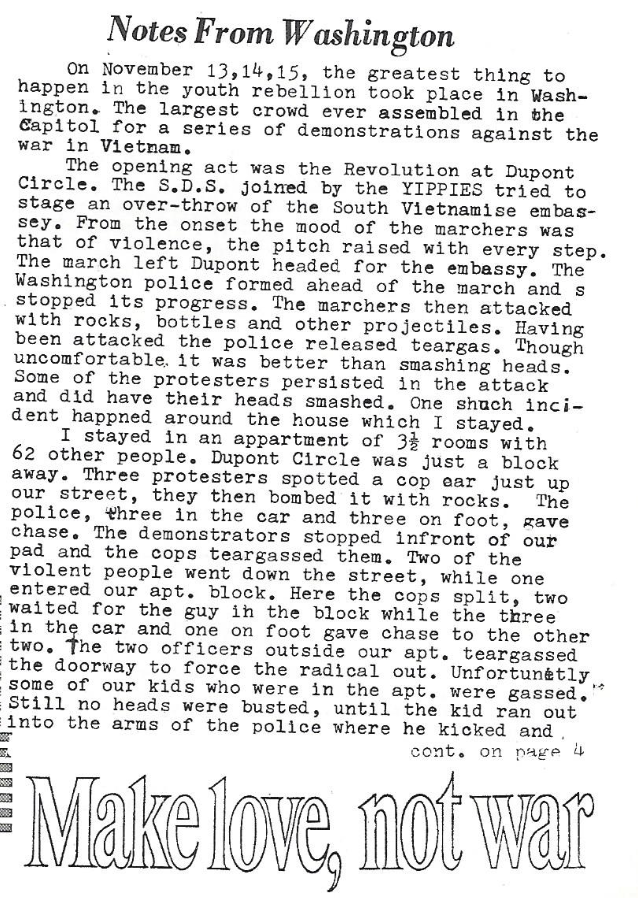 Notes From Washington
On November 13,14,15, the greatest thing to
happen in the youth rebellion took place in Wash-
ington. The largest crowd ever assembled in the
Capitol for a series of demonstrations against the
war in Vietnam.
The opening act was the Revolution at Dupont
Circle. The S.D.S. joined by the YIPPIES tried to
stage an over-throw of the South Vietnamise embas-
sey. From the onset the mood of the marchers was
that of violence, the pitch raised with every step.
The march left Dupont headed for the embassy. The
Washington police formed ahead of the march and s
stopped its progress. The marchers then attacked
with rocks, bottles and other projectiles. Having
been attacked the police released teargas. Though
uncomfortable, it was better than smashing heads.
Some of the protesters persisted in the attack
and did have their heads smashed. One shuch inci-
dent happned around the house which I stayed.
I stayed in an appartment of 3½ rooms with
62 other people. Dupont Circle was just a block
away. Three protesters spotted a cop car just up
our street, they then bombed it with rocks. The
police, three in the car and three on foot, gave
chase. The demonstrators stopped infront of our
pad and the cops teargassed them. Two of the
violent people went down the street, while one
entered our apt. block. Here the cops split, two
waited for the guy in the block while the three
in the car and one on foot gave chase to the other
two. The two officers outside our apt. teargassed
the doorway to force the radical out. Unfortunetly
some of our kids who were in the apt. were gassed.
Still no heads were busted, until the kid ran out
into the arms of the police where he kicked and
cont. on page 4
Make love, not war